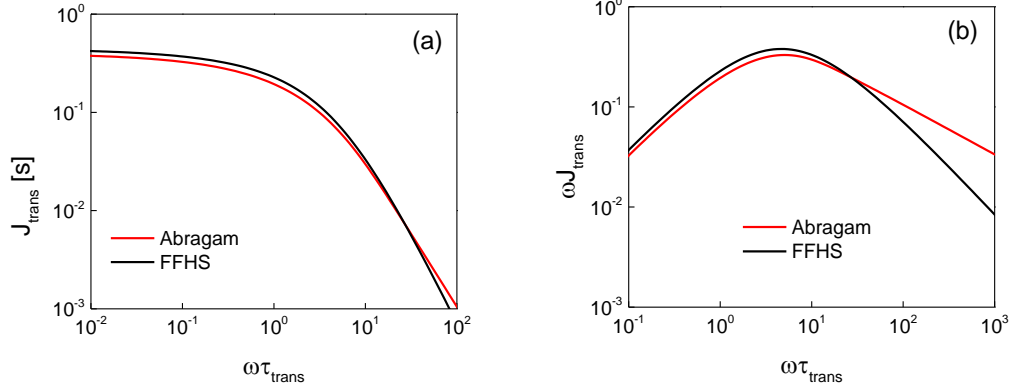 (a)
J_trans [s]
10^0
10^-1
10^-2
10^-3
Abragam
FFHS
10^-2 10^-1 10^0 10^1 10^2
ωτ_trans
(b)
ωJ_trans
10^0
10^-1
10^-2
10^-3
Abragam
FFHS
10^-1 10^0 10^1 10^2 10^3
ωτ_trans